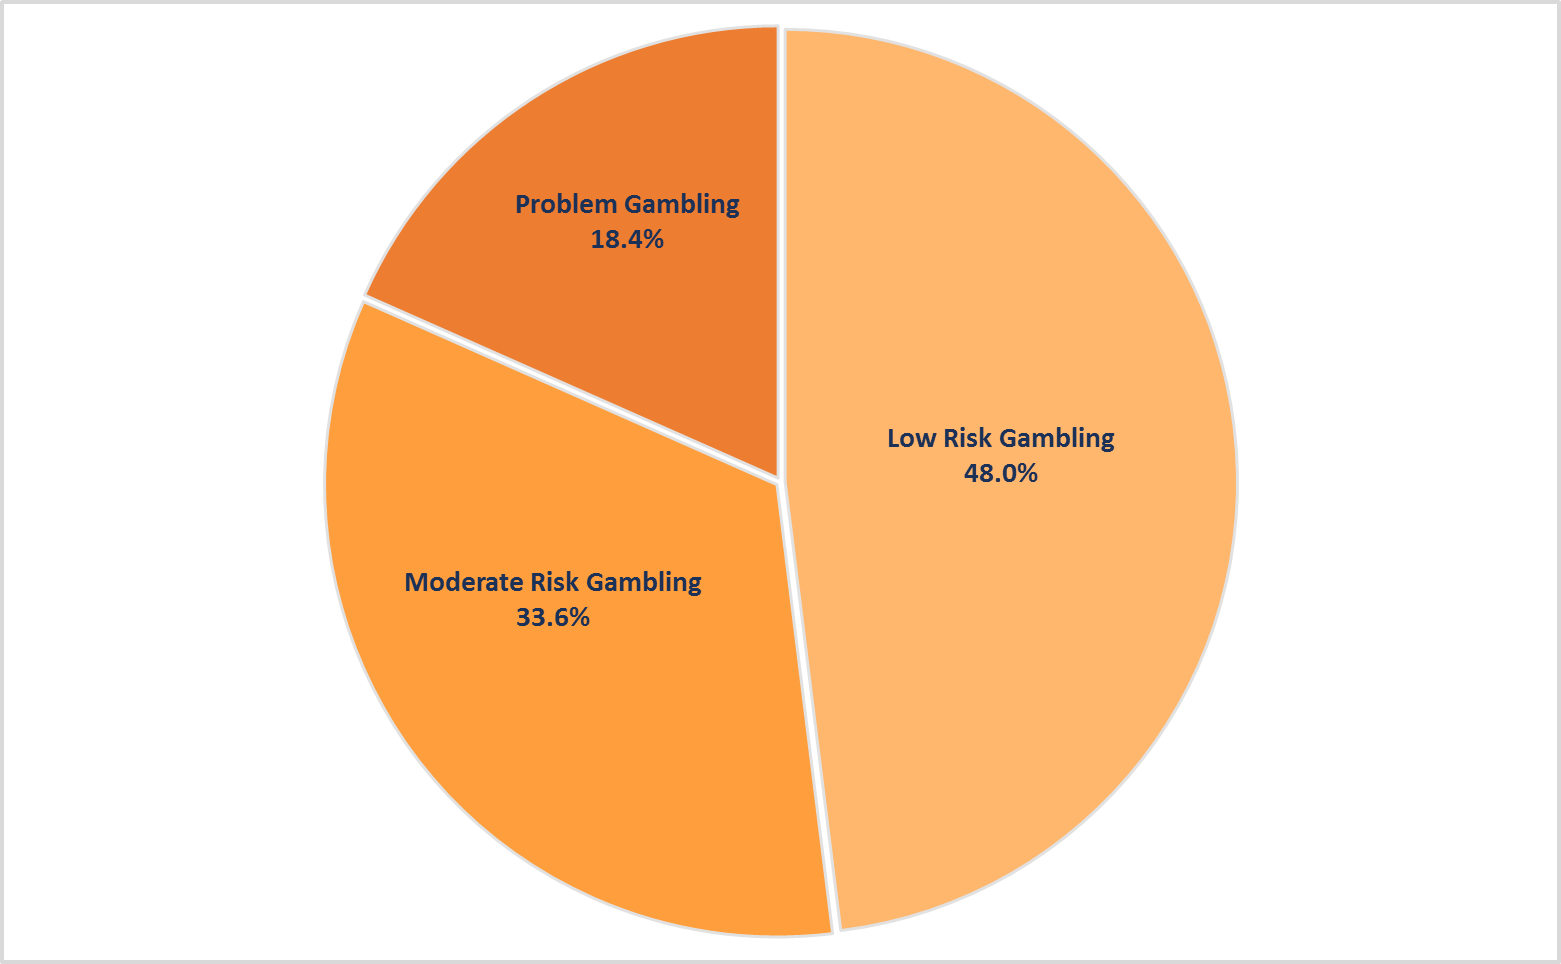 Problem Gambling
18.4%
Low Risk Gambling
48.0%
Moderate Risk Gambling
33.6%